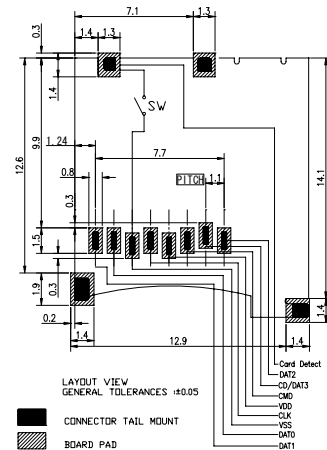 7.1
1.4
1.3
1.3
0.3
1.4
SW
9.9
1.24
12.6
7.7
0.8
PITCH
1.1
14.1
0.3
1.5
1.9
0.3
0.2
1.4
12.9
1.4
Card Detect
DAT2
CD/DAT3
CMD
VDD
CLK
VSS
DAT0
DAT1
LAYOUT VIEW
GENERAL TOLERANCES :±0.05
CONNECTOR TAIL MOUNT
BOARD PAD